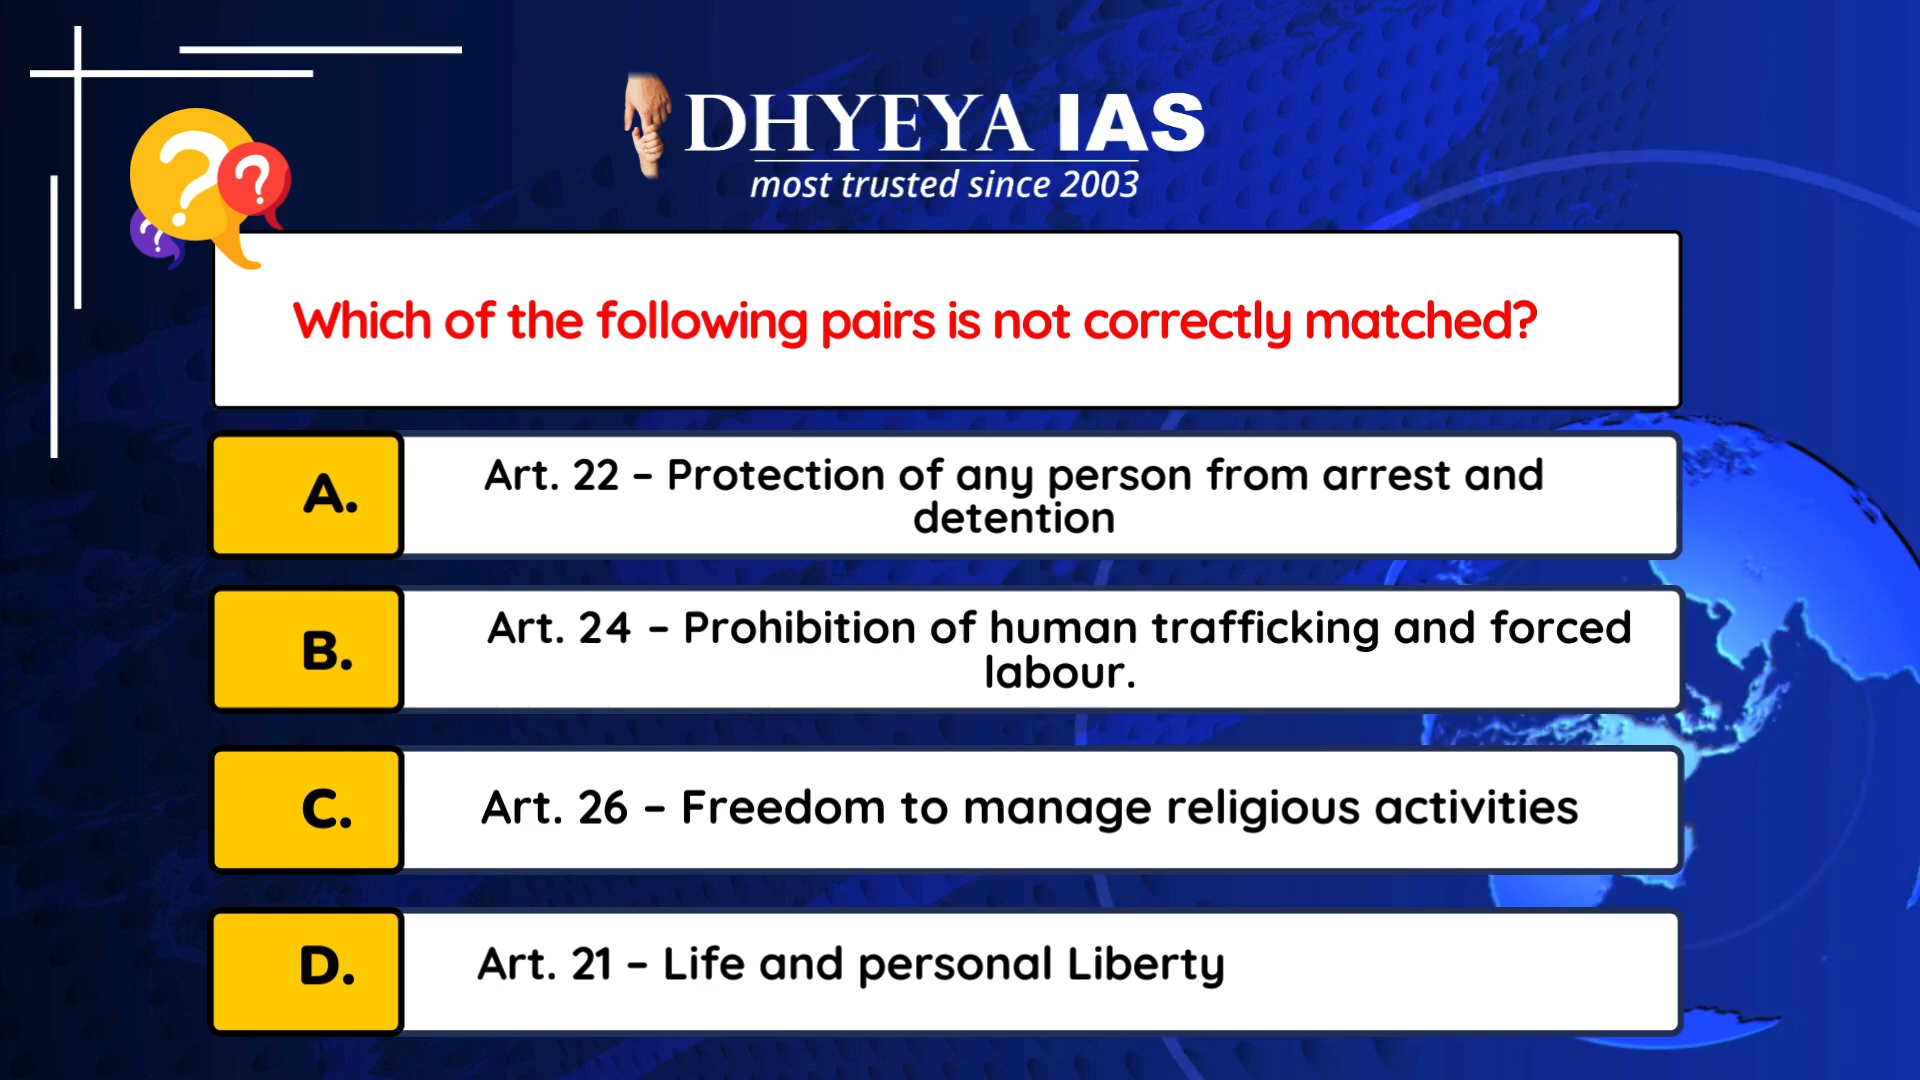 DHYEYA IAS
most trusted since 2003
Which of the following pairs is not correctly matched?
A.
Art. 22 – Protection of any person from arrest and
detention
B.
Art. 24 – Prohibition of human trafficking and forced
labour.
C.
Art. 26 – Freedom to manage religious activities
D.
Art. 21 – Life and personal Liberty